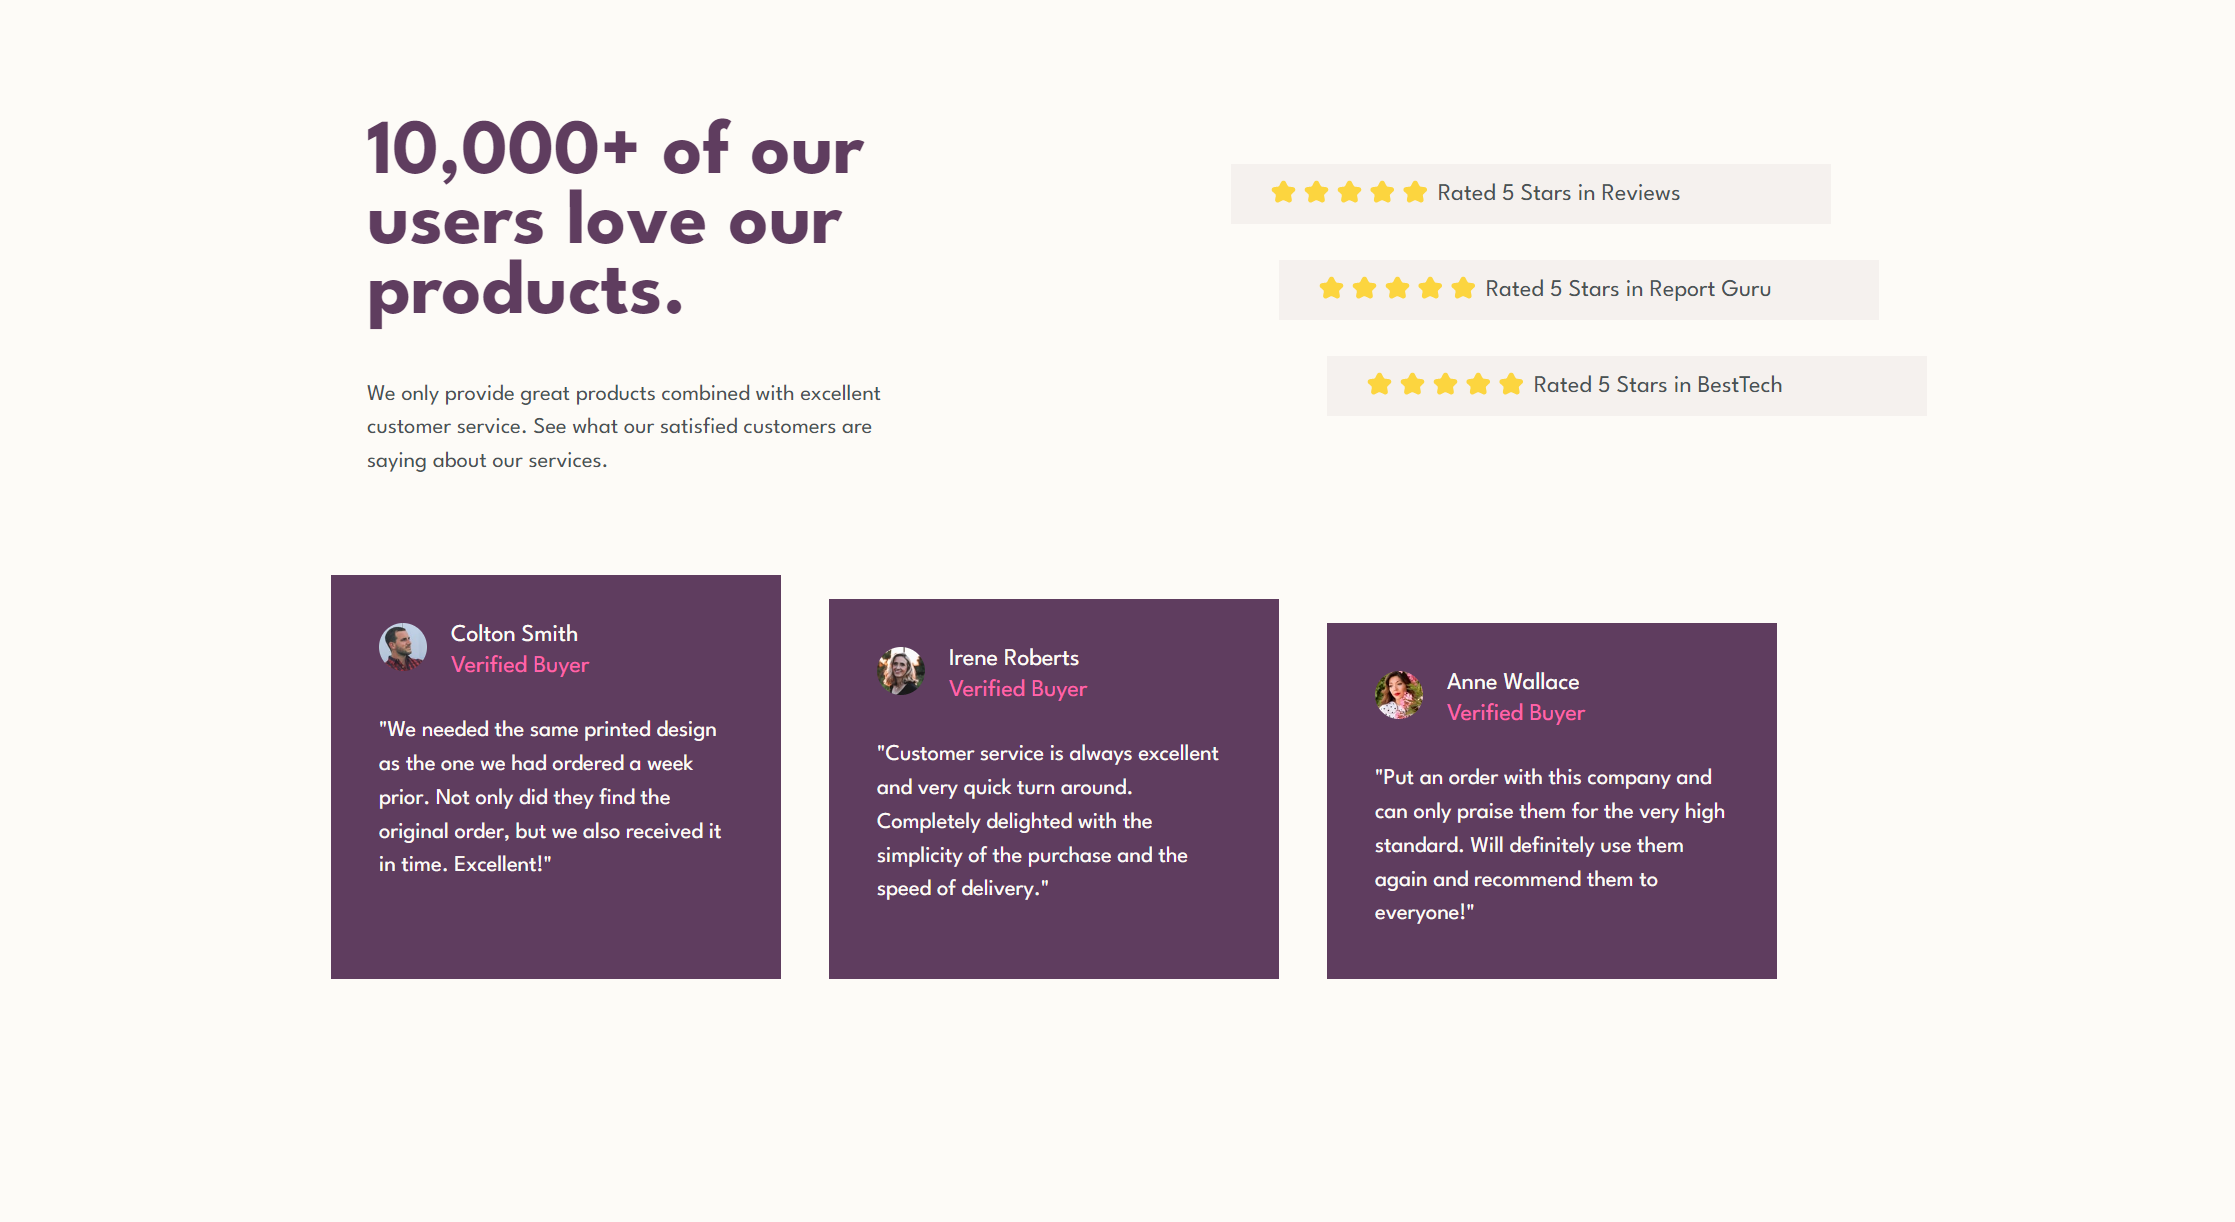 10,000+ of our
users love our
products.
We only provide great products combined with excellent
customer service. See what our satisfied customers are
saying about our services.
Rated 5 Stars in Reviews
Rated 5 Stars in Report Guru
Rated 5 Stars in BestTech
Colton Smith
Verified Buyer
"We needed the same printed design
as the one we had ordered a week
prior. Not only did they find the
original order, but we also received it
in time. Excellent!"
Irene Roberts
Verified Buyer
"Customer service is always excellent
and very quick turn around.
Completely delighted with the
simplicity of the purchase and the
speed of delivery."
Anne Wallace
Verified Buyer
"Put an order with this company and
can only praise them for the very high
standard. Will definitely use them
again and recommend them to
everyone!"